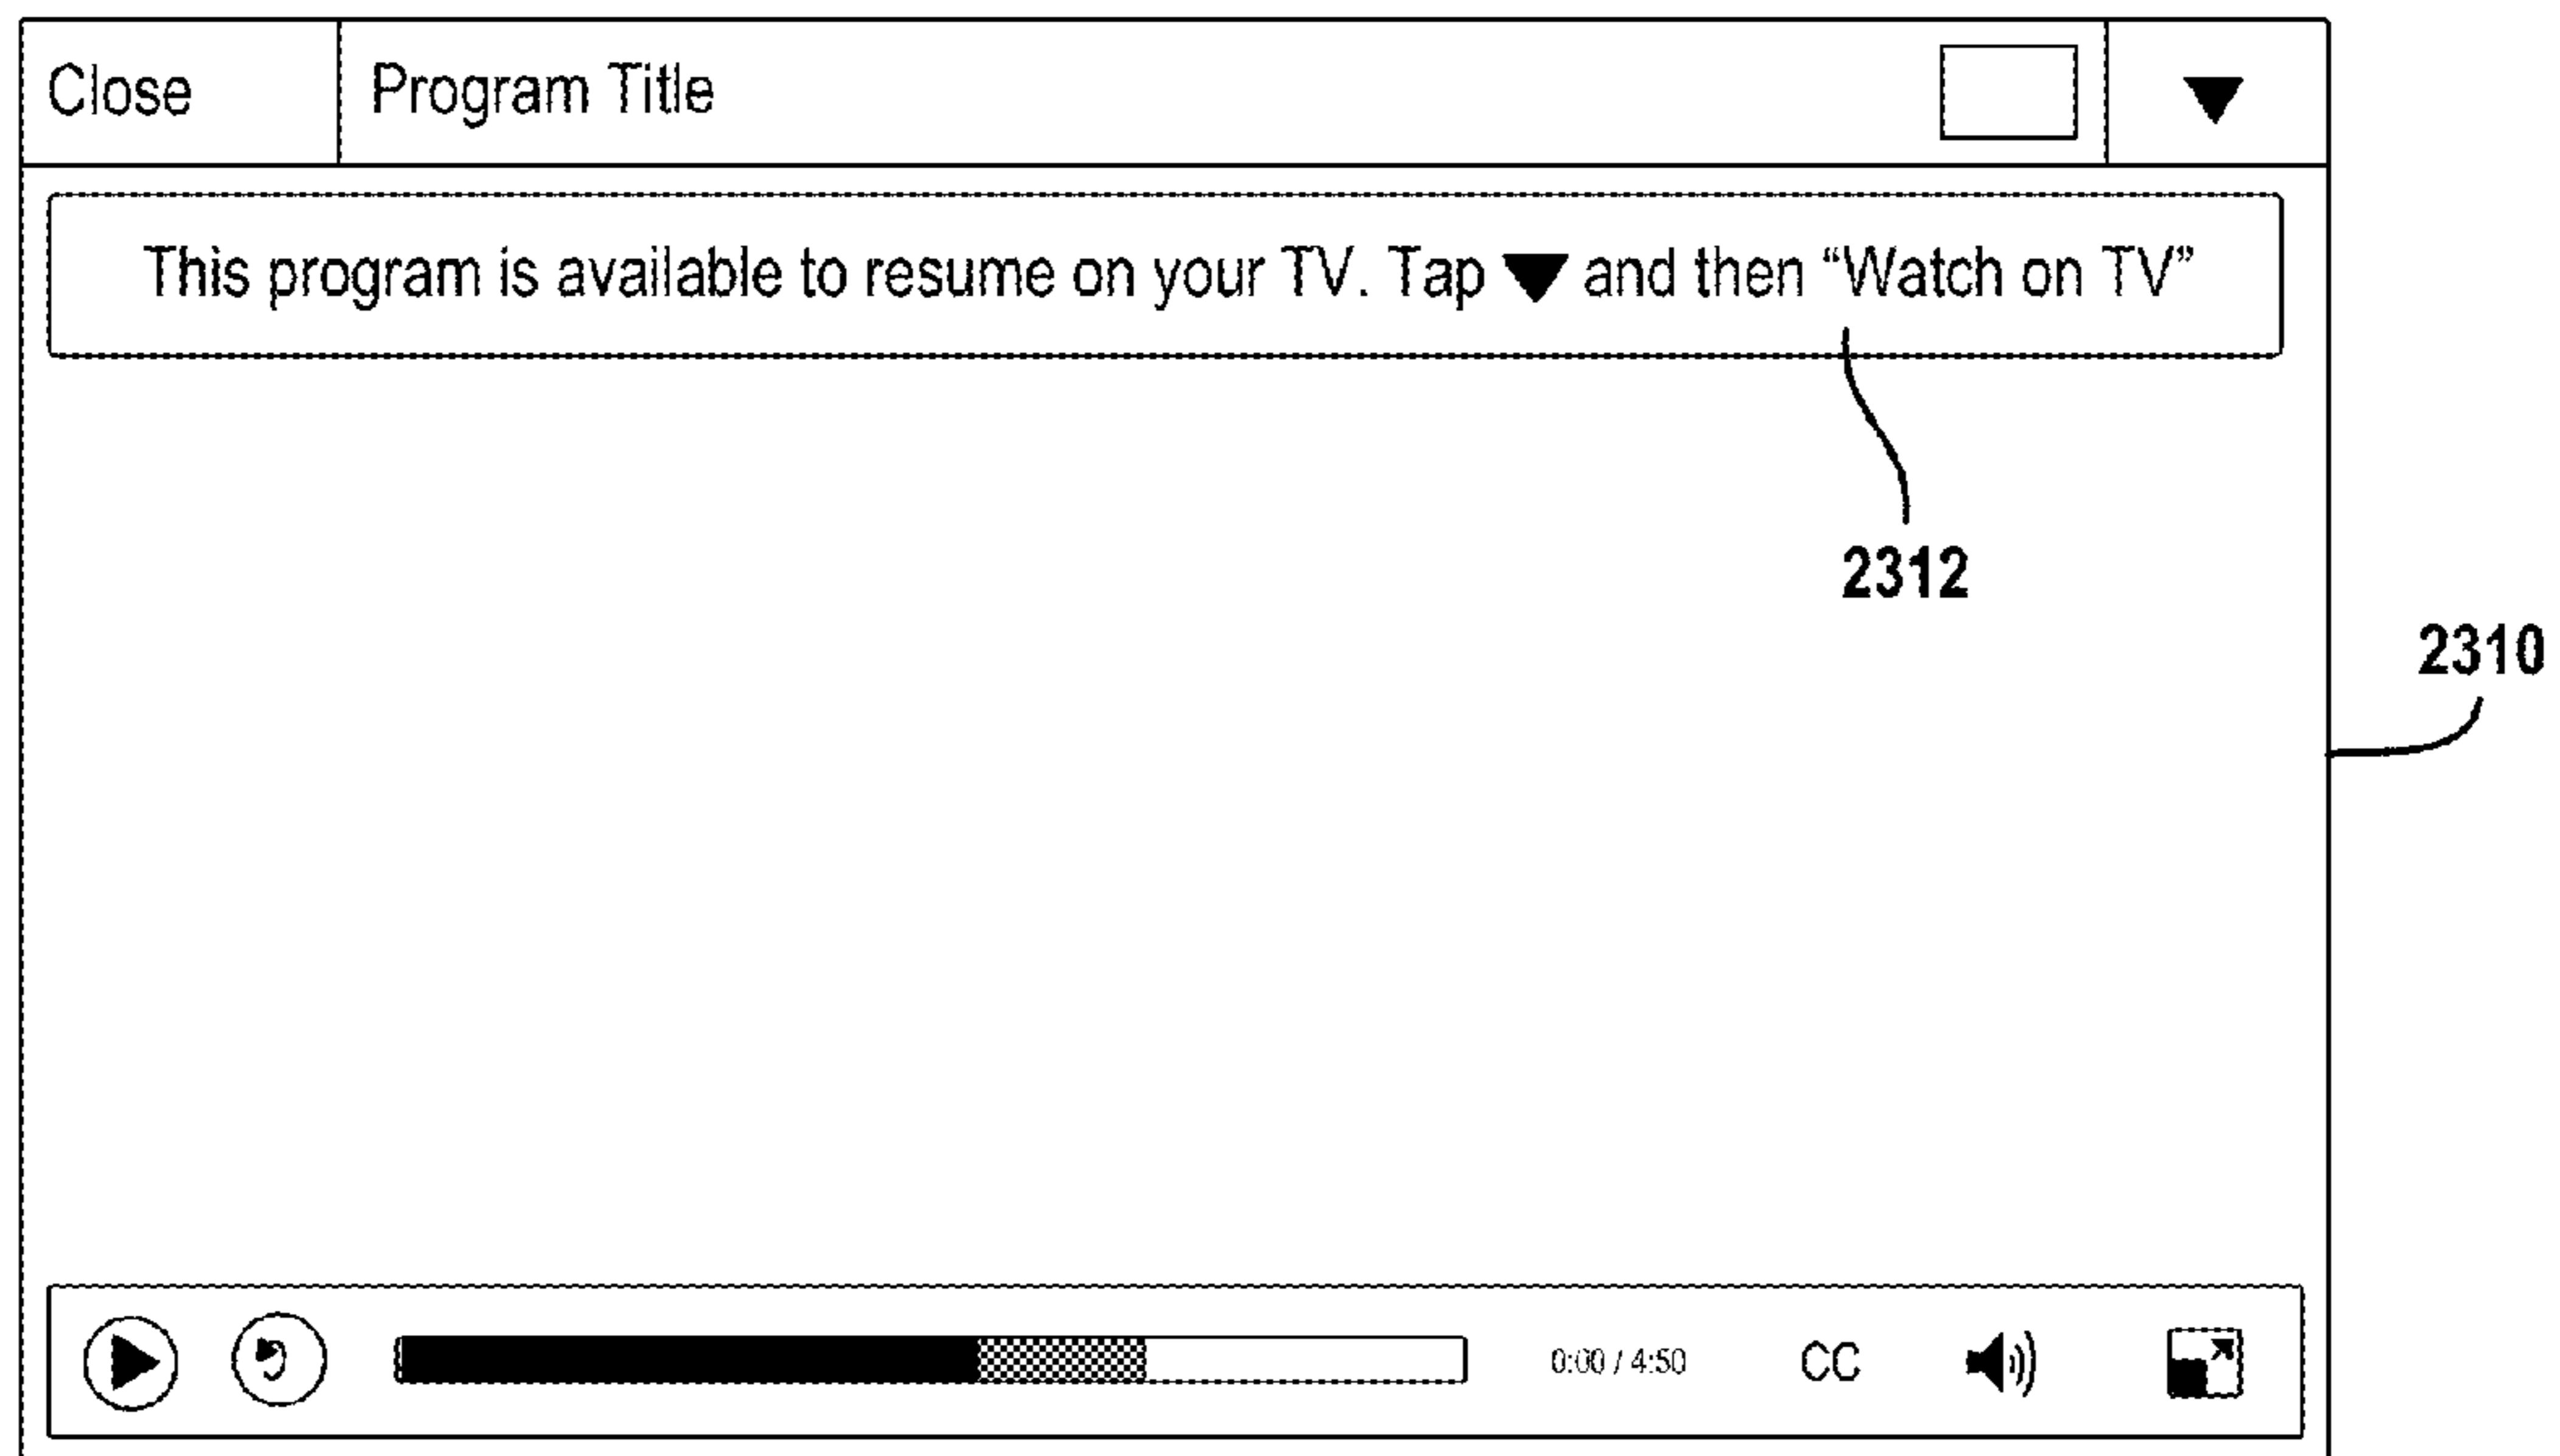 Close
Program Title
This program is available to resume on your TV. Tap ▼ and then “Watch on TV”
2312
2310
0:00 / 4:50
CC